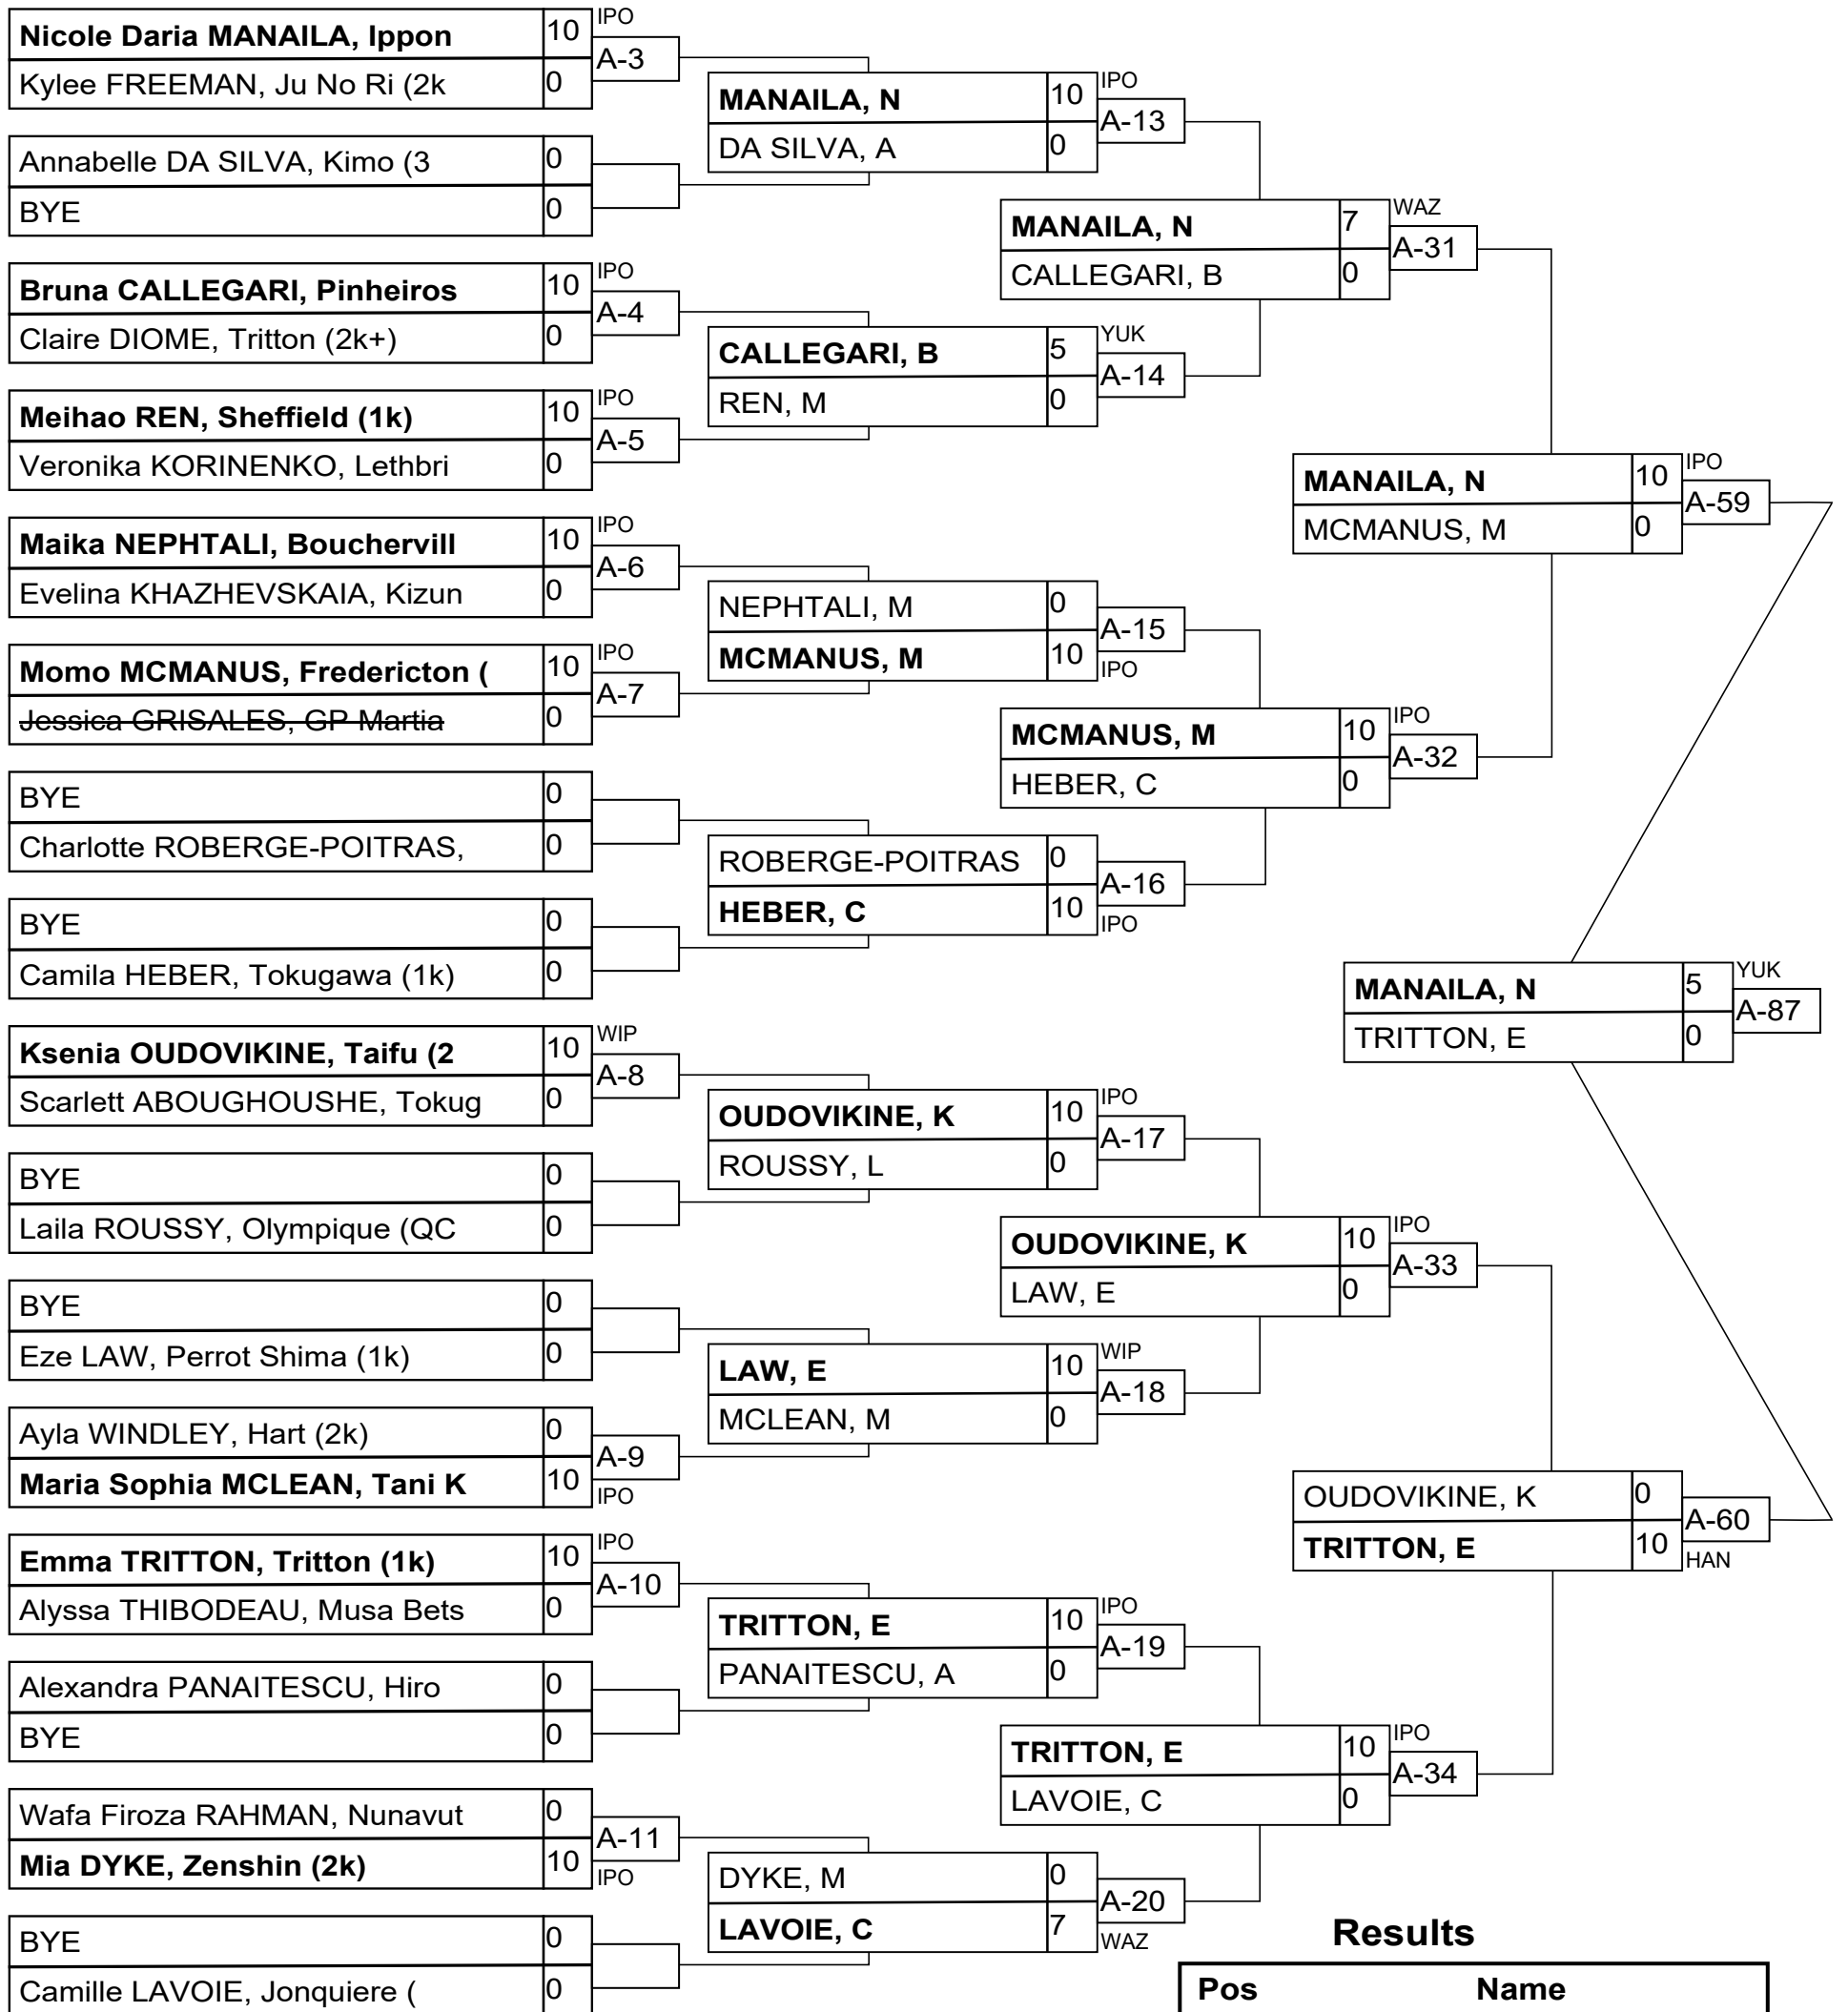 Nicole Daria MANAILA, Ippon 10 IPO
A-3
Kylee FREEMAN, Ju No Ri (2k 0
Annabelle DA SILVA, Kimo (3 0
BYE 0
Bruna CALLEGARI, Pinheiros 10 IPO
A-4
Claire DIOME, Tritton (2k+) 0
Meihao REN, Sheffield (1k) 10 IPO
A-5
Veronika KORINENKO, Lethbri 0
Maika NEPHTALI, Bouchervill 10 IPO
A-6
Evelina KHAZHEVSKAIA, Kizun 0
Momo MCMANUS, Fredericton ( 10 IPO
A-7
Jessica GRISALES, GP Martia 0
BYE 0
Charlotte ROBERGE-POITRAS, 0
BYE 0
Camila HEBER, Tokugawa (1k) 0
Ksenia OUDOVIKINE, Taifu (2 10 WIP
A-8
Scarlett ABOUGHOUSHE, Tokug 0
BYE 0
Laila ROUSSY, Olympique (QC 0
BYE 0
Eze LAW, Perrot Shima (1k) 0
Ayla WINDLEY, Hart (2k) 0
A-9
Maria Sophia MCLEAN, Tani K 10 IPO
Emma TRITTON, Tritton (1k) 10 IPO
A-10
Alyssa THIBODEAU, Musa Bets 0
Alexandra PANAITESCU, Hiro 0
BYE 0
Wafa Firoza RAHMAN, Nunavut 0
A-11
Mia DYKE, Zenshin (2k) 10 IPO
BYE 0
Camille LAVOIE, Jonquiere ( 0
MANAILA, N 10 IPO
A-13
DA SILVA, A 0
CALLEGARI, B 5 YUK
A-14
REN, M 0
NEPHTALI, M 0
A-15
MCMANUS, M 10 IPO
ROBERGE-POITRAS 0
A-16
HEBER, C 10 IPO
OUDOVIKINE, K 10 IPO
A-17
ROUSSY, L 0
LAW, E 10 WIP
A-18
MCLEAN, M 0
TRITTON, E 10 IPO
A-19
PANAITESCU, A 0
DYKE, M 0
A-20
LAVOIE, C 7 WAZ
MANAILA, N 7 WAZ
A-31
CALLEGARI, B 0
MCMANUS, M 10 IPO
A-32
HEBER, C 0
OUDOVIKINE, K 10 IPO
A-33
LAW, E 0
TRITTON, E 10 IPO
A-34
LAVOIE, C 0
MANAILA, N 10 IPO
A-59
MCMANUS, M 0
OUDOVIKINE, K 0
A-60
TRITTON, E 10 HAN
MANAILA, N 5 YUK
A-87
TRITTON, E 0
Results
Pos Name